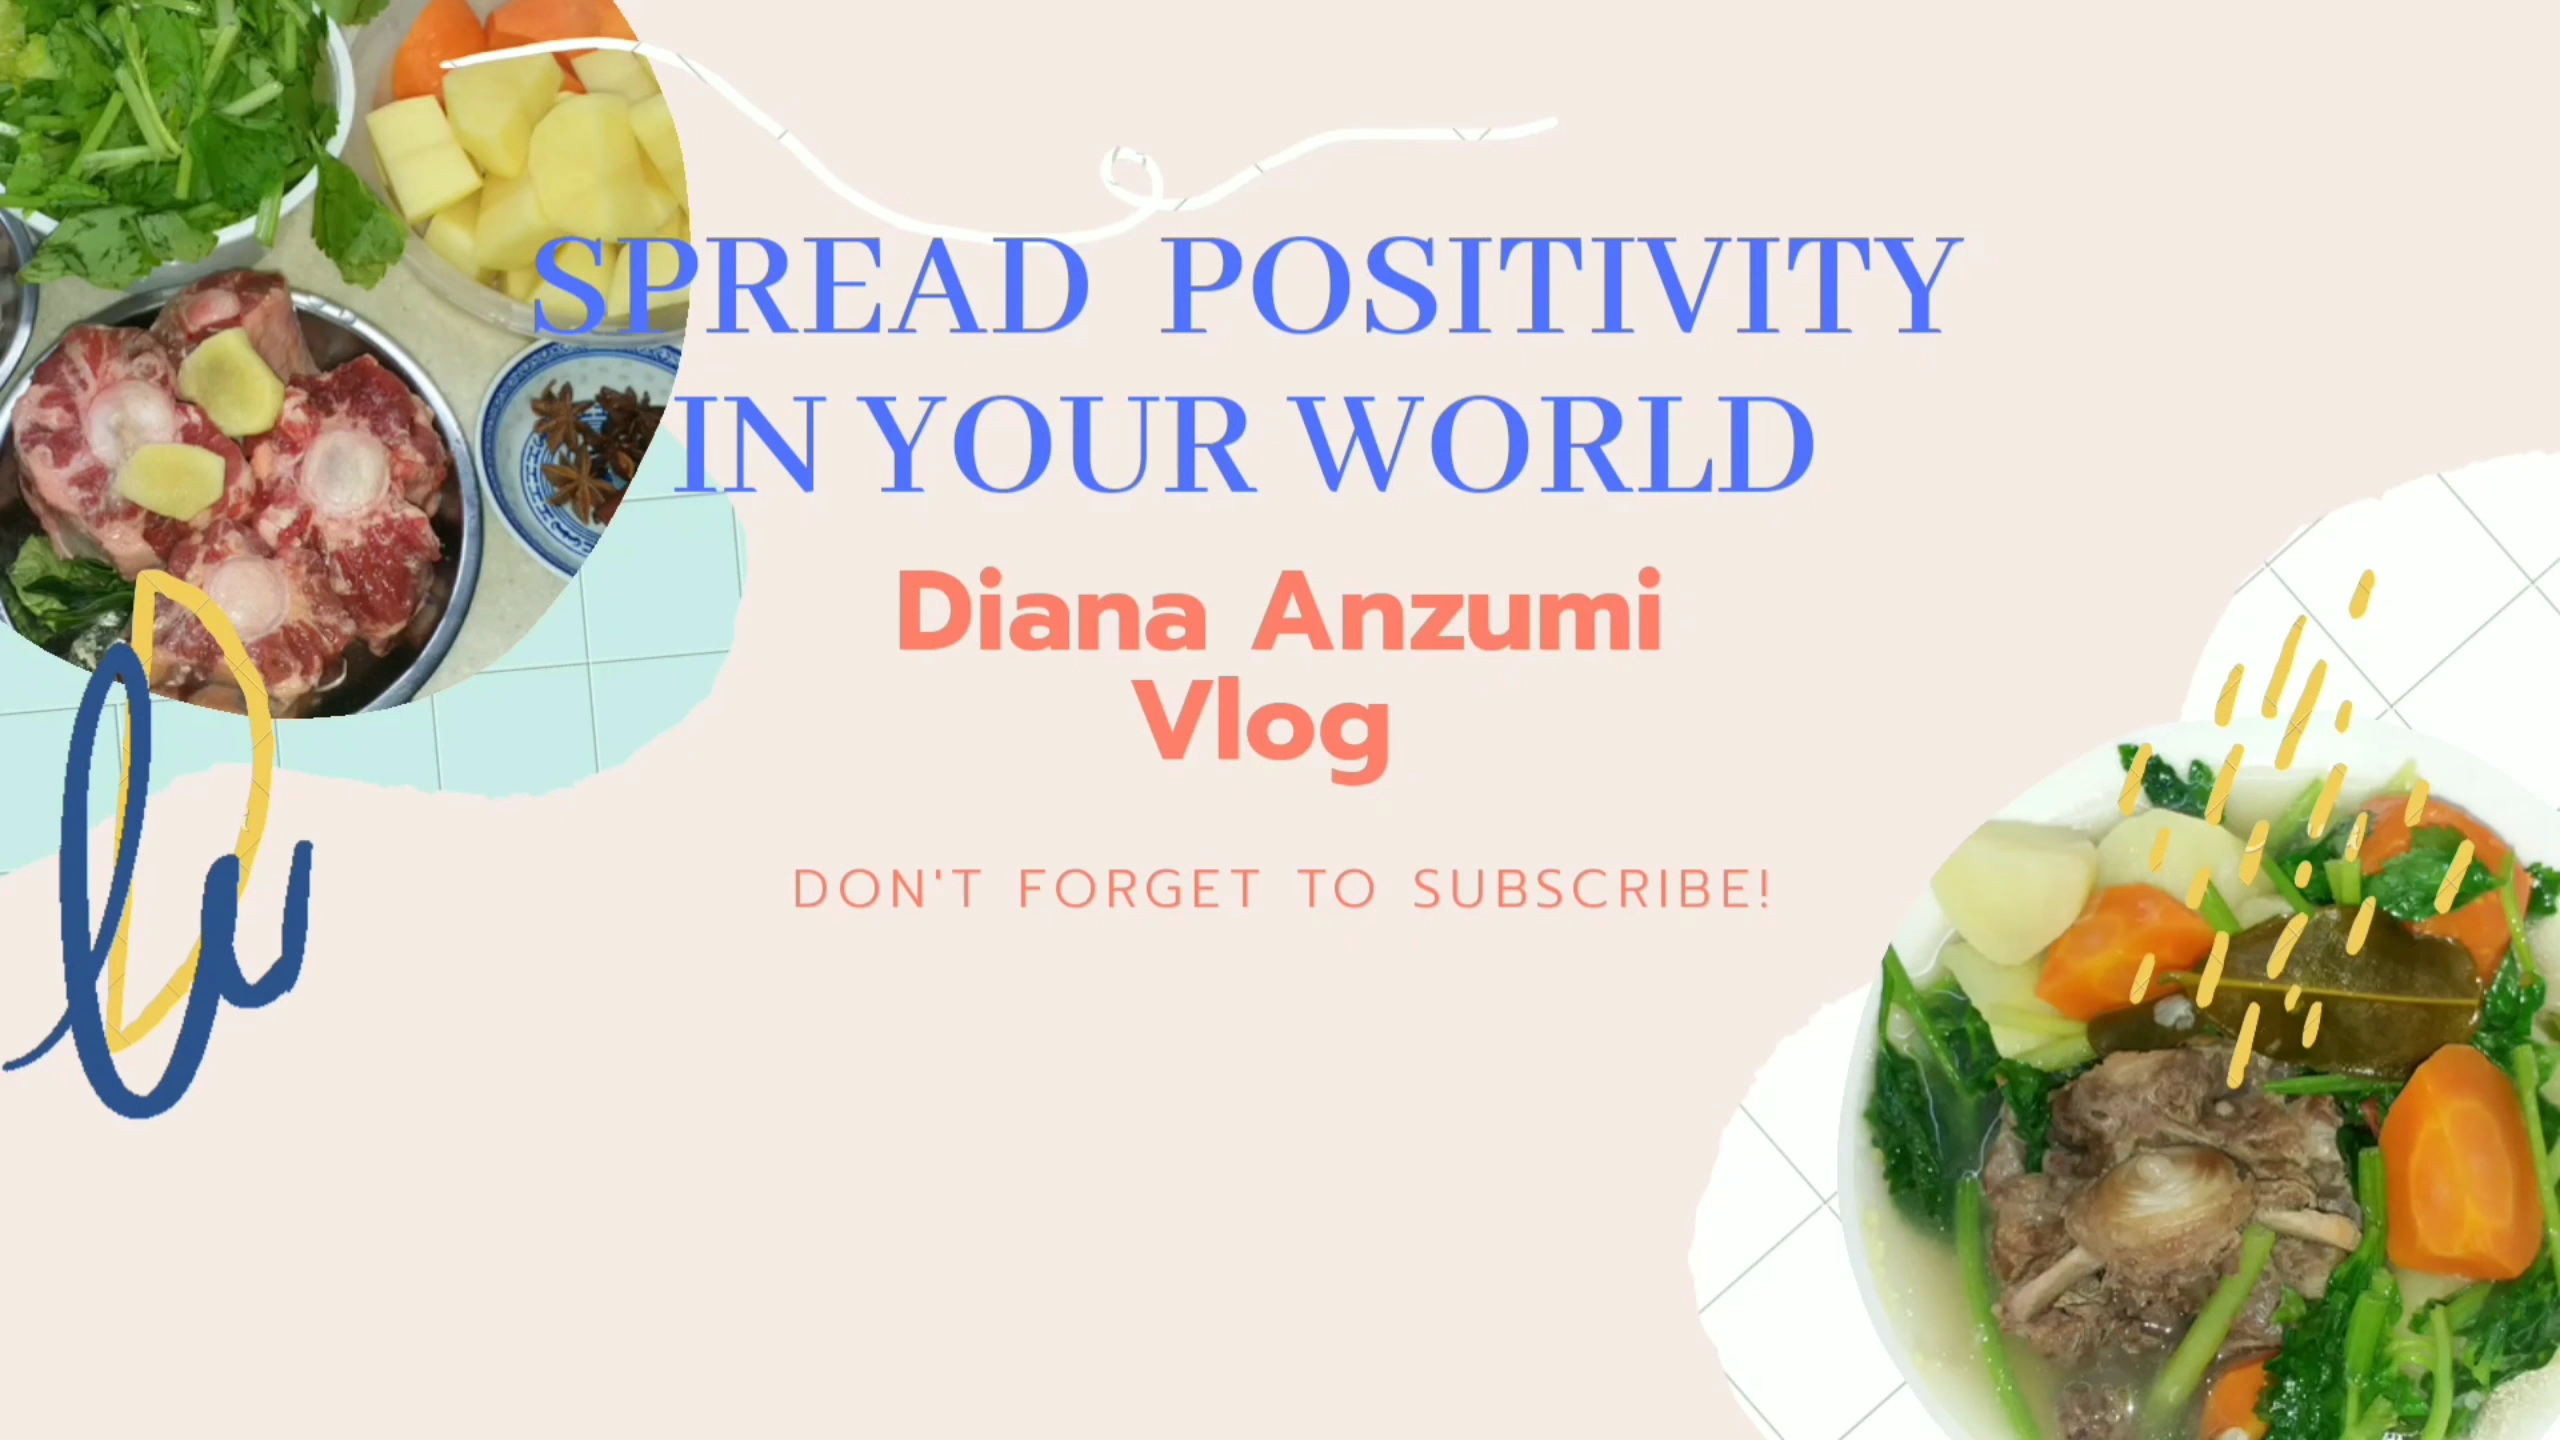 SPREAD POSITIVITY
IN YOUR WORLD
Diana Anzumi
Vlog
DON'T FORGET TO SUBSCRIBE!